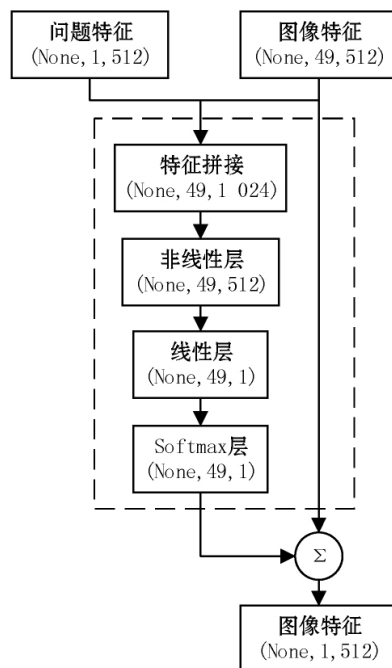 问题特征
(None,1,512)
图像特征
(None,49,512)
特征拼接
(None,49,1 024)
非线性层
(None,49,512)
线性层
(None,49,1)
Softmax层
(None,49,1)
Σ
图像特征
(None,1,512)